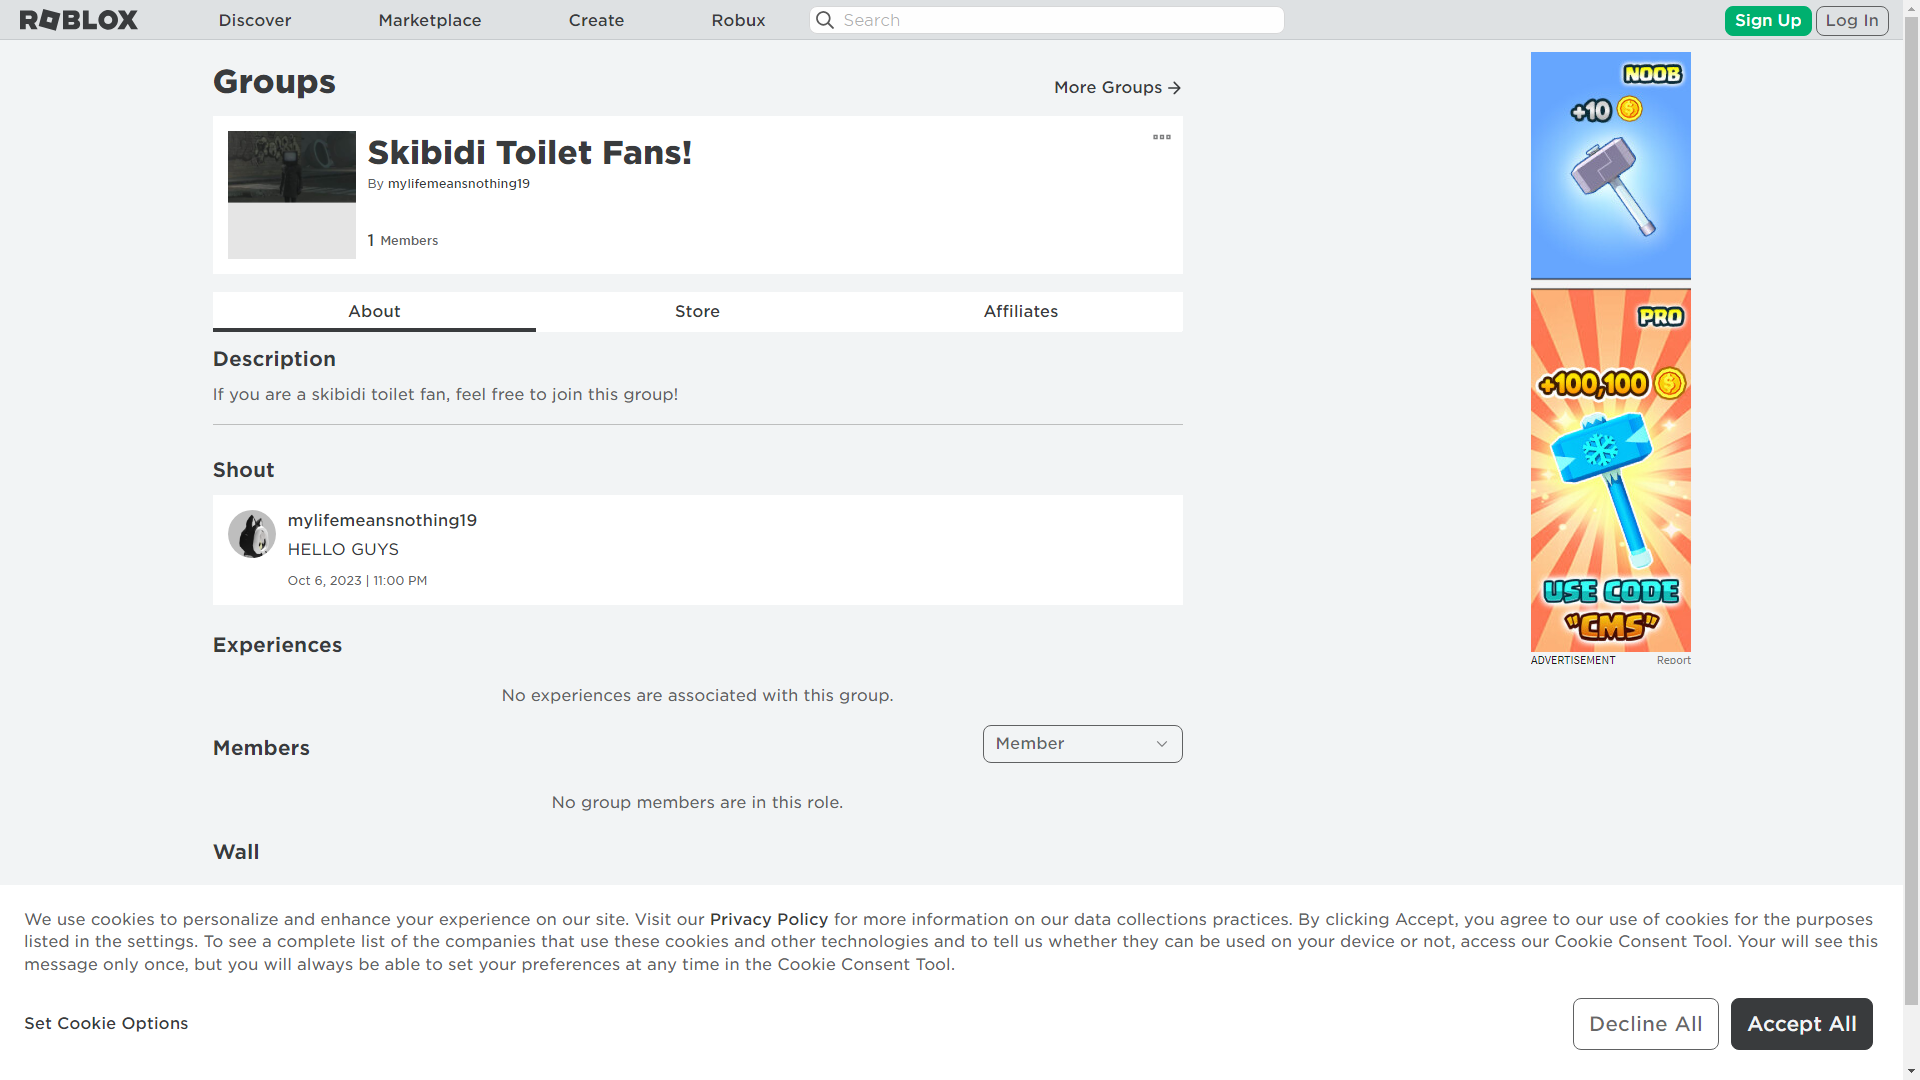 ROBLOX Discover Marketplace Create Robux Search Sign Up Log In
Groups
More Groups
Skibidi Toilet Fans!
By mylifemeansnothing19
1 Members
About Store Affiliates
Description
If you are a skibidi toilet fan, feel free to join this group!
Shout
mylifemeansnothing19
HELLO GUYS
Oct 6, 2023 | 11:00 PM
Experiences
No experiences are associated with this group.
Members
Member
No group members are in this role.
Wall
NOOB
+10
PRO
+100,100
USE CODE
"CMS"
ADVERTISEMENT Report
We use cookies to personalize and enhance your experience on our site. Visit our Privacy Policy for more information on our data collections practices. By clicking Accept, you agree to our use of cookies for the purposes
listed in the settings. To see a complete list of the companies that use these cookies and other technologies and to tell us whether they can be used on your device or not, access our Cookie Consent Tool. Your will see this
message only once, but you will always be able to set your preferences at any time in the Cookie Consent Tool.
Set Cookie Options
Decline All
Accept All